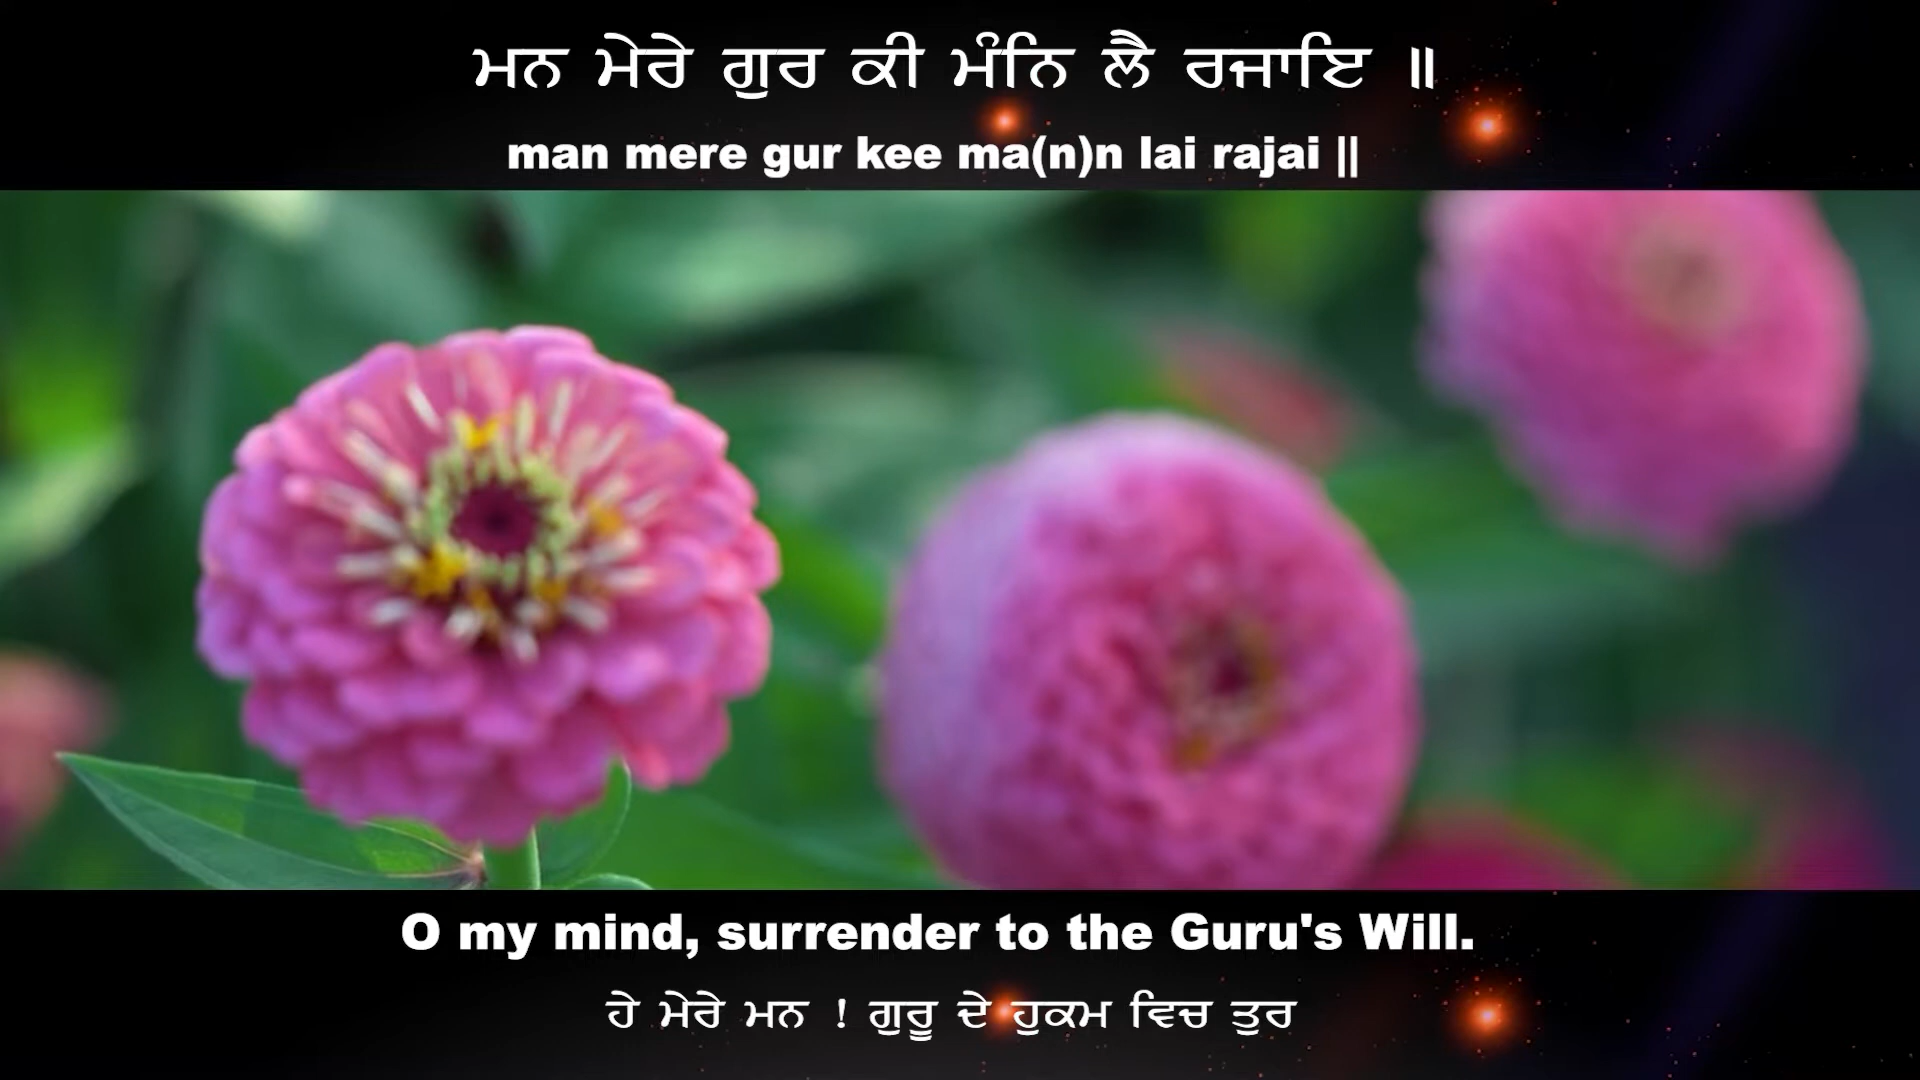 ਮਨ ਮੇਰੇ ਗੁਰ ਕੀ ਮੰਨਿ ਲੈ ਰਜਾਇ ॥
man mere gur kee ma(n)n lai rajai ||
O my mind, surrender to the Guru's Will.
ਹੇ ਮੇਰੇ ਮਨ ! ਗੁਰੂ ਦੇ ਹੁਕਮ ਵਿਚ ਤੁਰ